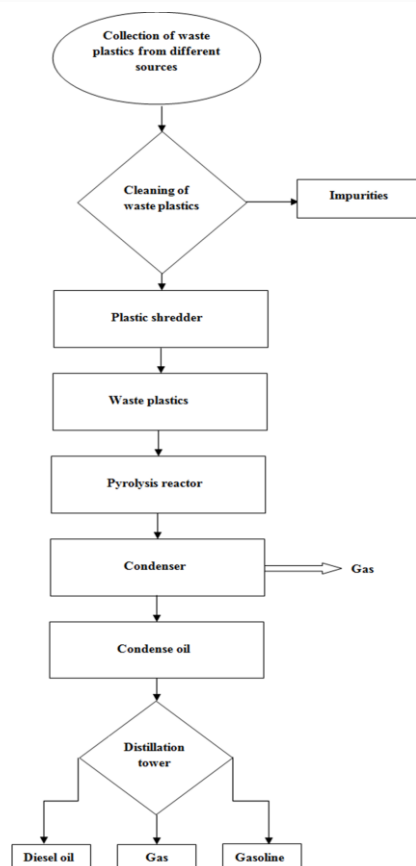 Collection of waste
plastics from different
sources
Cleaning of
waste plastics
Impurities
Plastic shredder
Waste plastics
Pyrolysis reactor
Condenser
Gas
Condense oil
Distillation
tower
Diesel oil
Gas
Gasoline